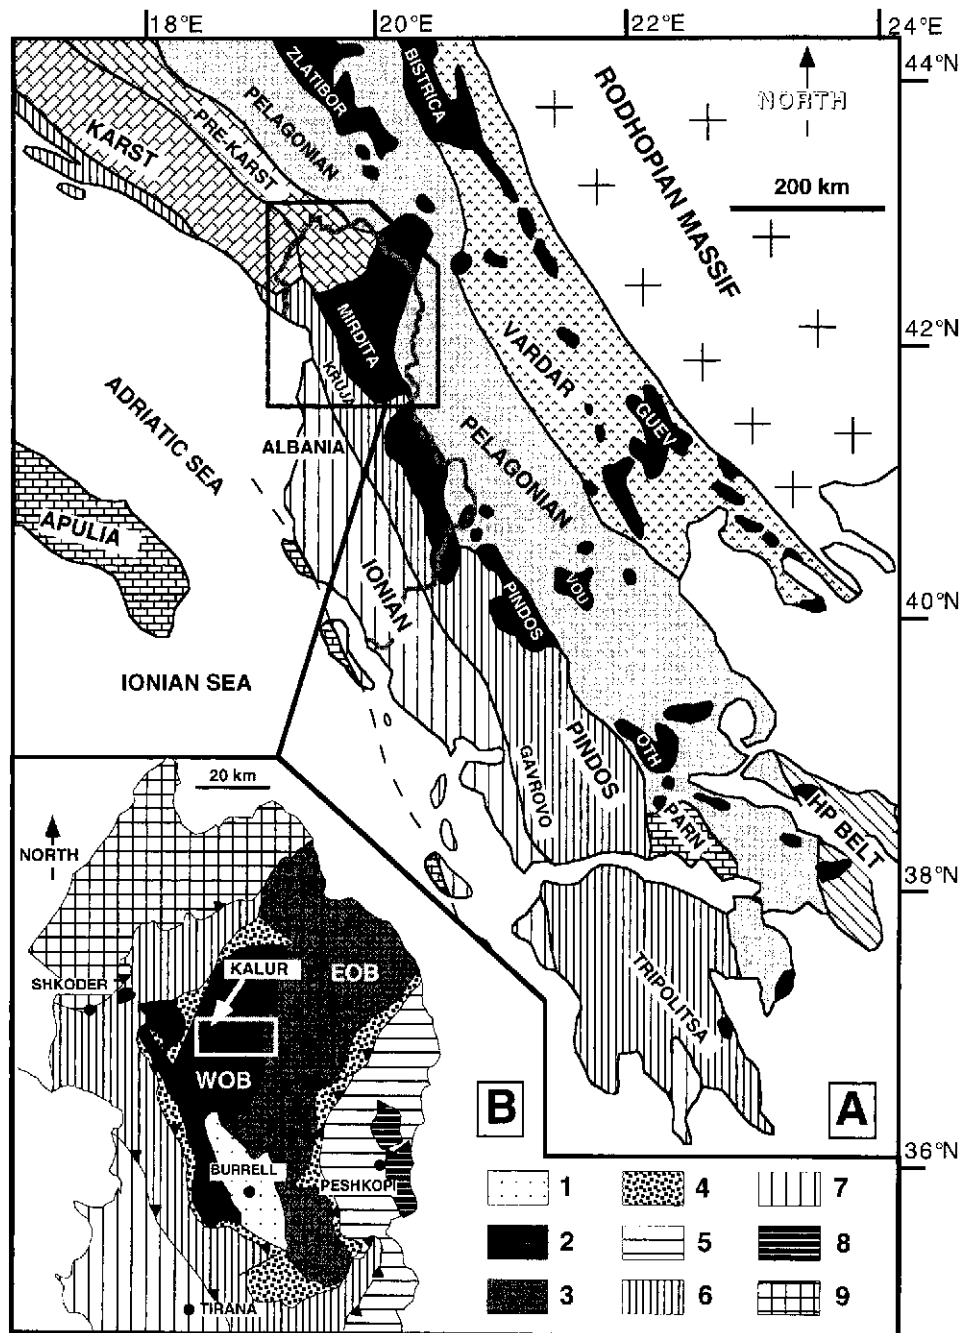 18°E
20°E
22°E
24°E
44°N
42°N
40°N
38°N
36°N
NORTH
200 km
ZLATIBOR
BISTRICA
PELAGONIAN
PRE-KARST
KARST
RODHOPIAN MASSIF
MIRDITA
KRUJA
VARDAR
GUEV
ADRIATIC SEA
ALBANIA
PELAGONIAN
APULIA
IONIAN
VOU
PINDOS
IONIAN SEA
OTH
PINDOS
GAVROVO
PARN
HP BELT
TRIPOLITSA
A
20 km
NORTH
KALUR
EOB
SHKODER
WOB
BURRELL
PESHKOPI
TIRANA
B
1
2
3
4
5
6
7
8
9